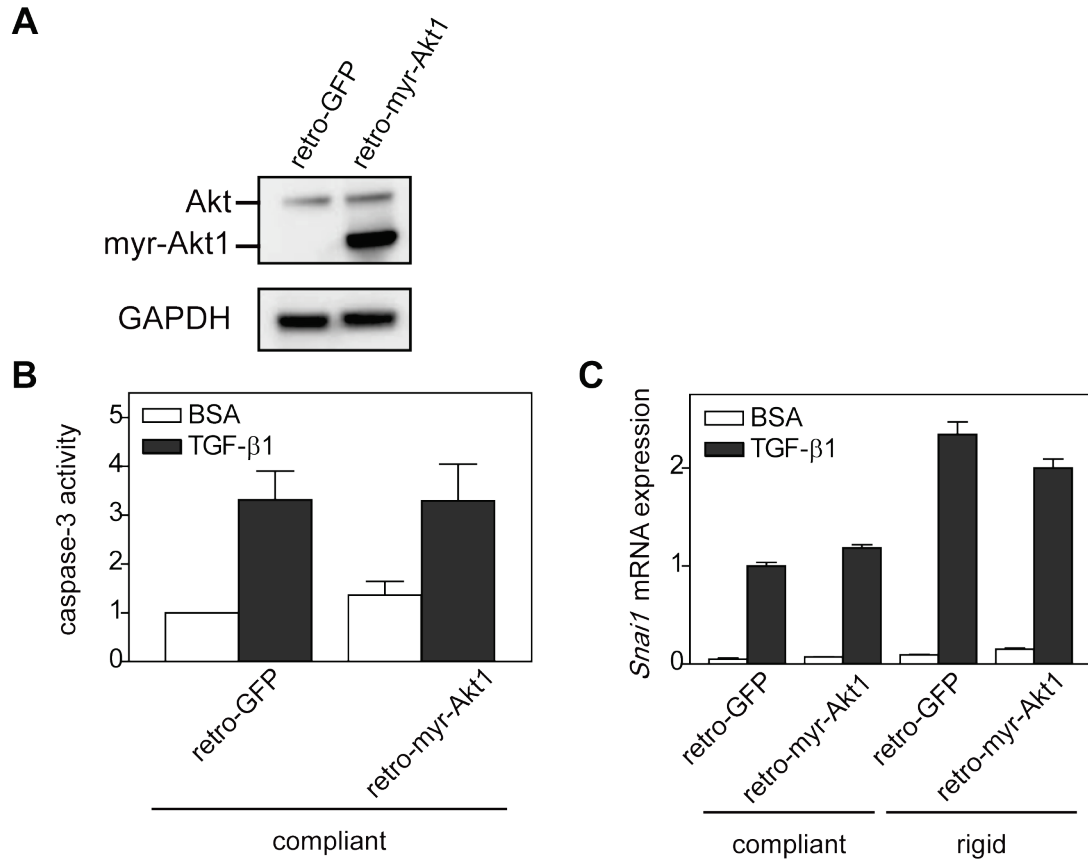 A
retro-GFP
retro-myr-Akt1
Akt
myr-Akt1
GAPDH
B
caspase-3 activity
5
4
3
2
1
0
BSA
TGF-β1
retro-GFP
retro-myr-Akt1
compliant
C
Snai1 mRNA expression
2
1
0
BSA
TGF-β1
retro-GFP
retro-myr-Akt1
retro-GFP
retro-myr-Akt1
compliant
rigid